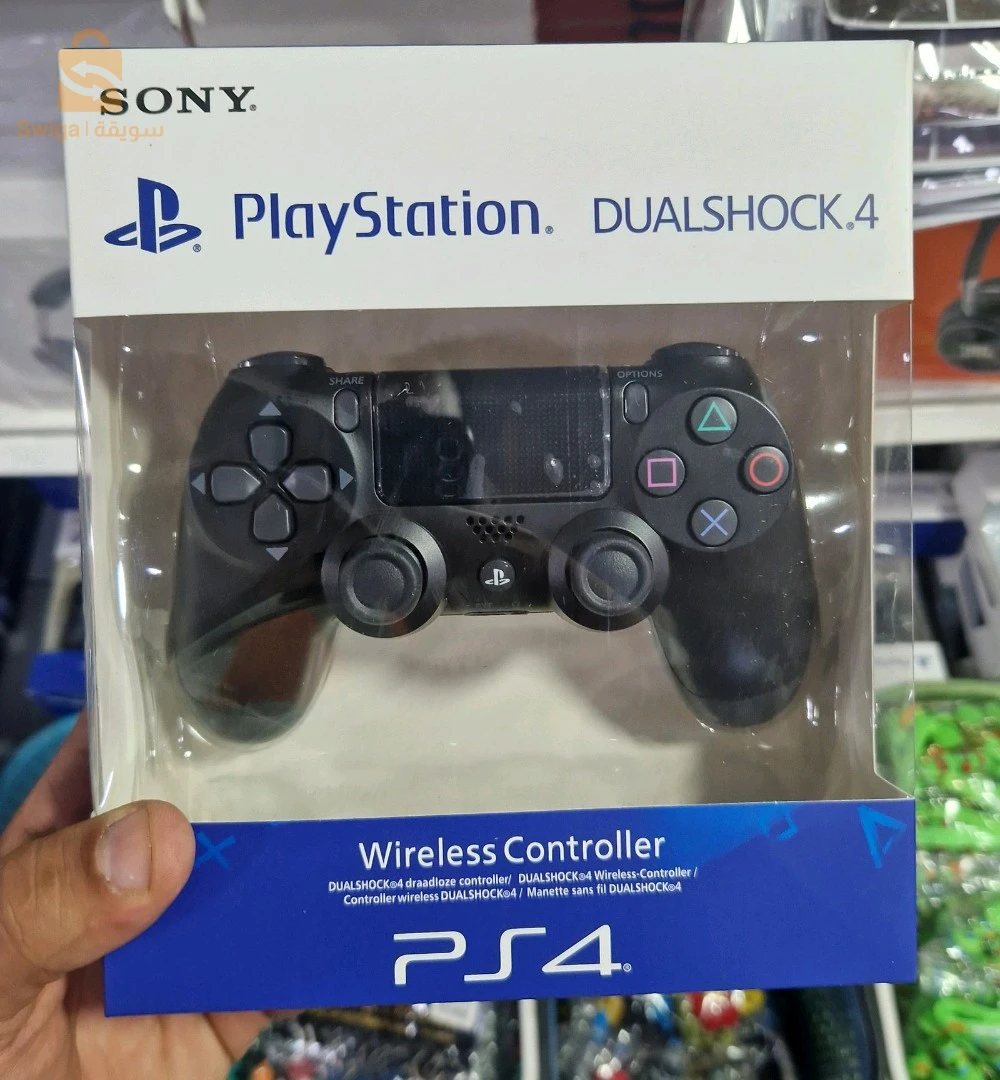 SONY®
Swiqa | سويقة
PlayStation® DUALSHOCK®4
SHARE
OPTIONS
Wireless Controller
DUALSHOCK®4 draadloze controller/ DUALSHOCK®4 Wireless-Controller /
Controller wireless DUALSHOCK®4 / Manette sans fil DUALSHOCK®4
PS4®